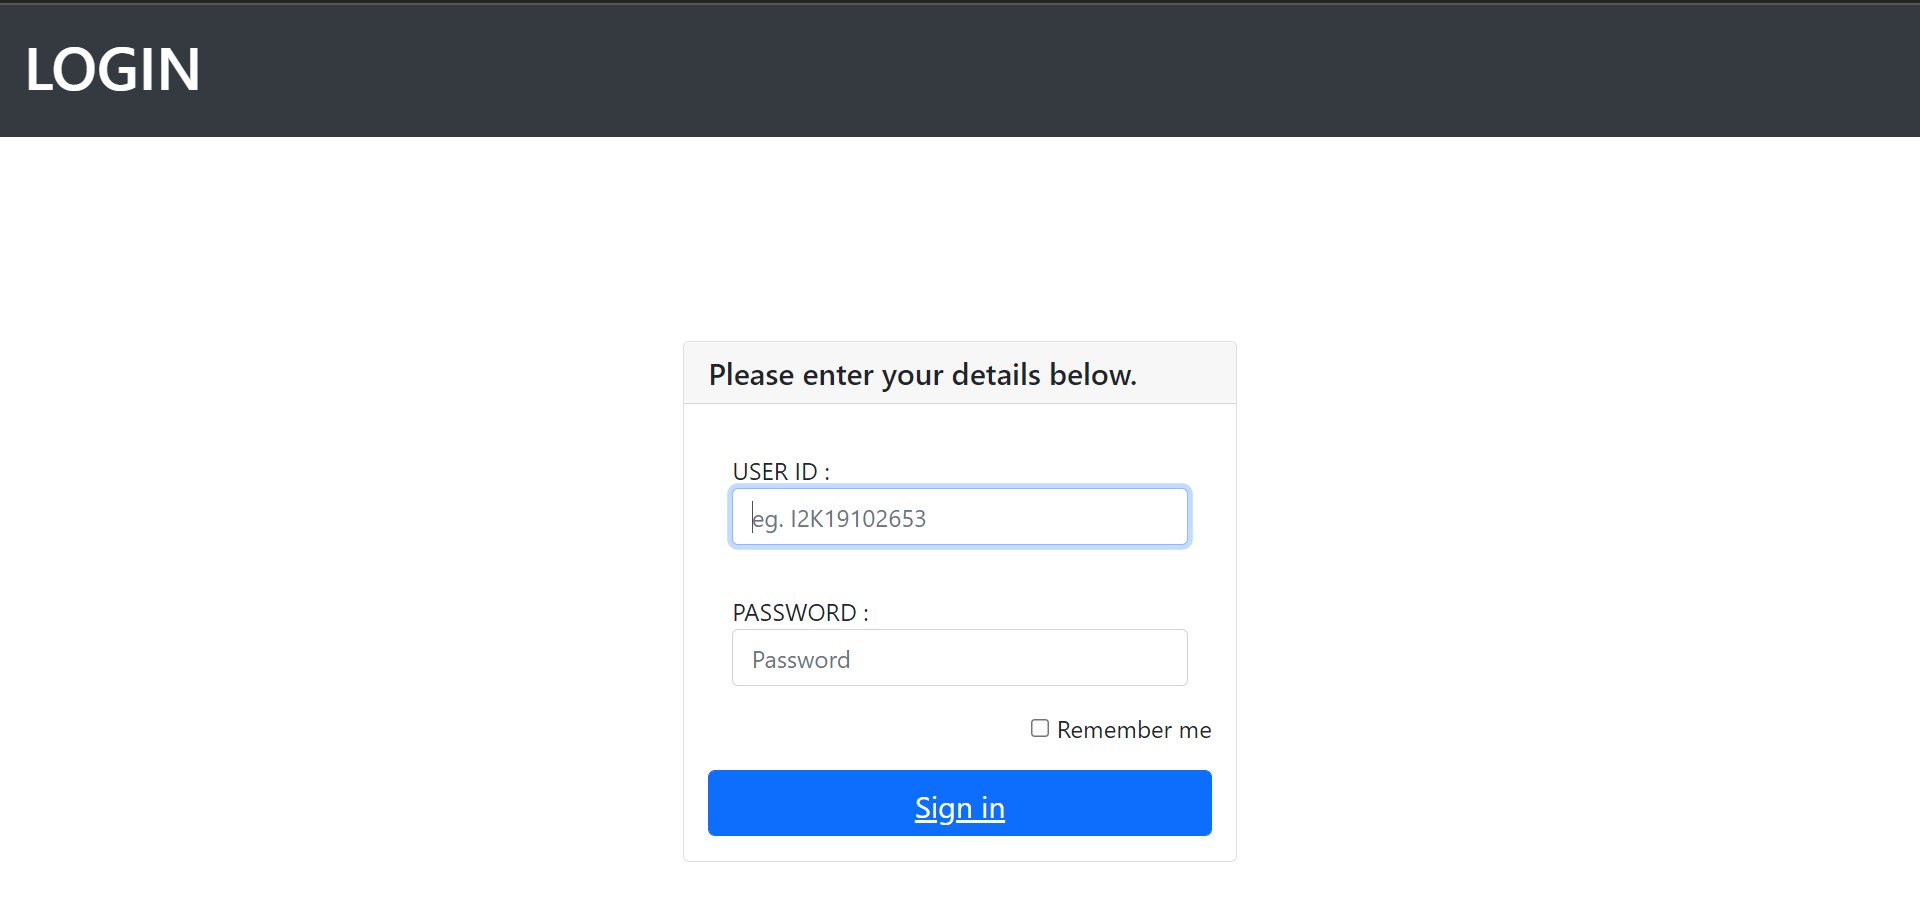 LOGIN
Please enter your details below.
USER ID :
eg. I2K19102653
PASSWORD :
Password
Remember me
Sign in